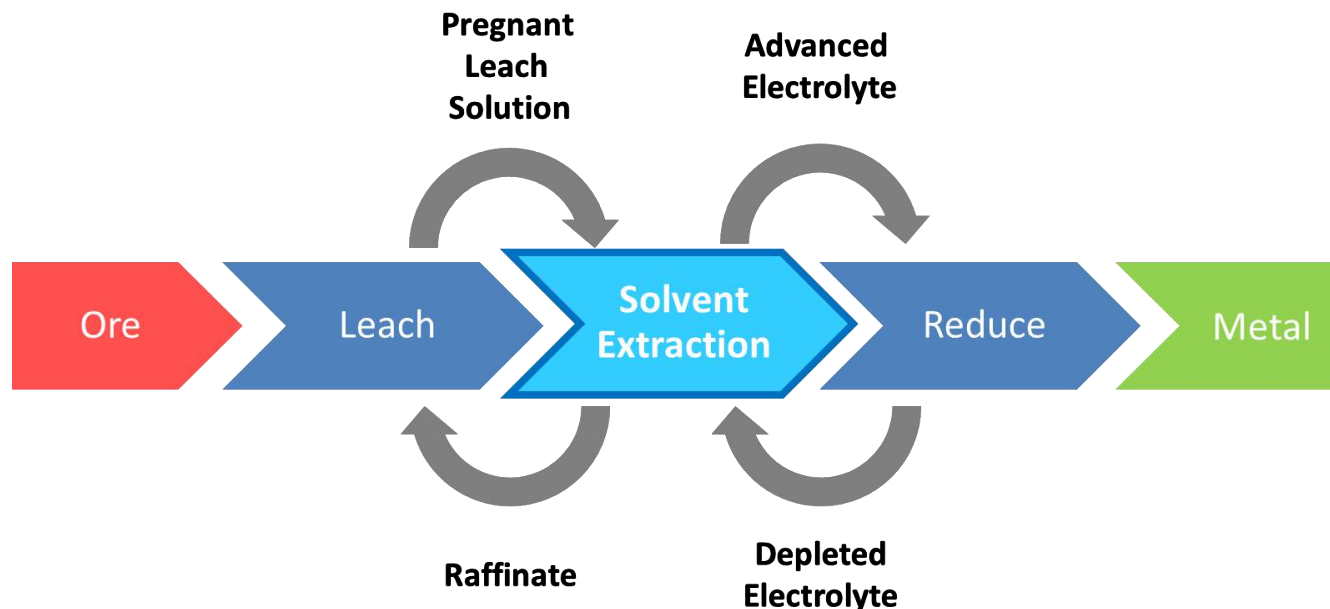 Pregnant
Leach
Solution
Advanced
Electrolyte
Ore
Leach
Solvent
Extraction
Reduce
Metal
Raffinate
Depleted
Electrolyte